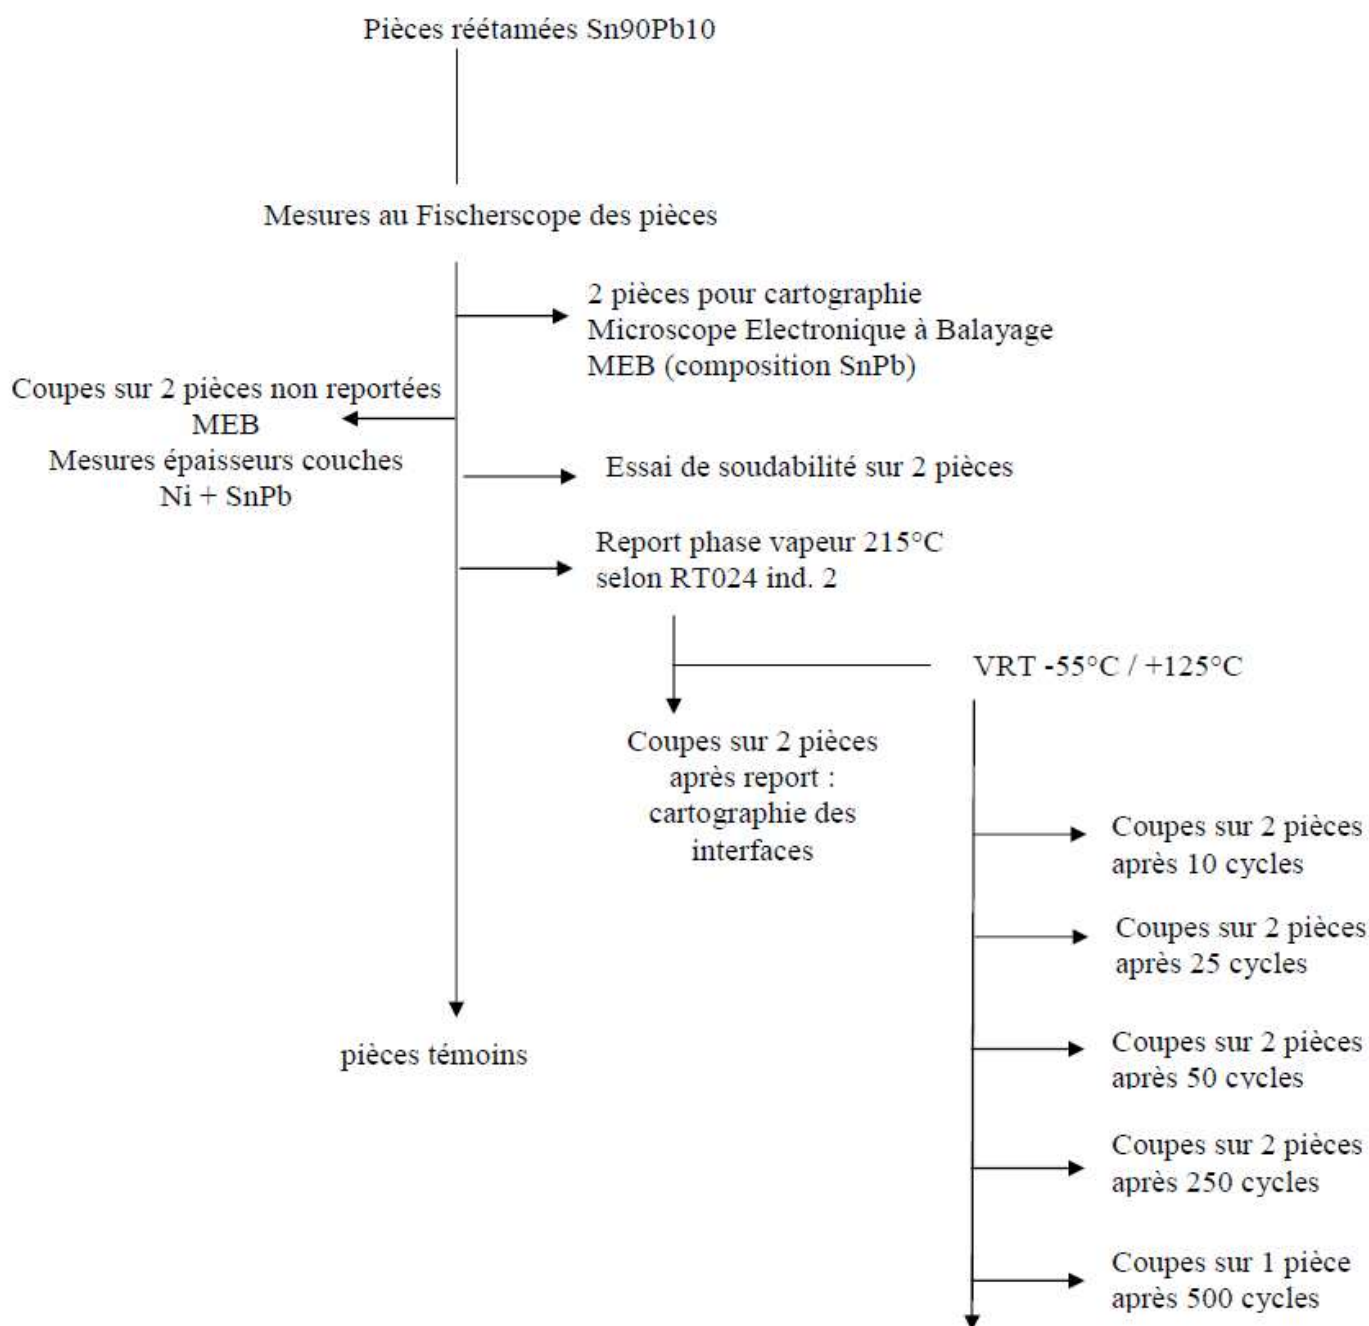 Pièces réétamées Sn90Pb10
Mesures au Fischerscope des pièces
2 pièces pour cartographie
Microscope Electronique à Balayage
MEB (composition SnPb)
Coupes sur 2 pièces non reportées
MEB
Mesures épaisseurs couches
Ni + SnPb
Essai de soudabilité sur 2 pièces
Report phase vapeur 215°C
selon RT024 ind. 2
VRT -55°C / +125°C
Coupes sur 2 pièces
après report :
cartographie des
interfaces
Coupes sur 2 pièces
après 10 cycles
Coupes sur 2 pièces
après 25 cycles
pièces témoins
Coupes sur 2 pièces
après 50 cycles
Coupes sur 2 pièces
après 250 cycles
Coupes sur 1 pièce
après 500 cycles